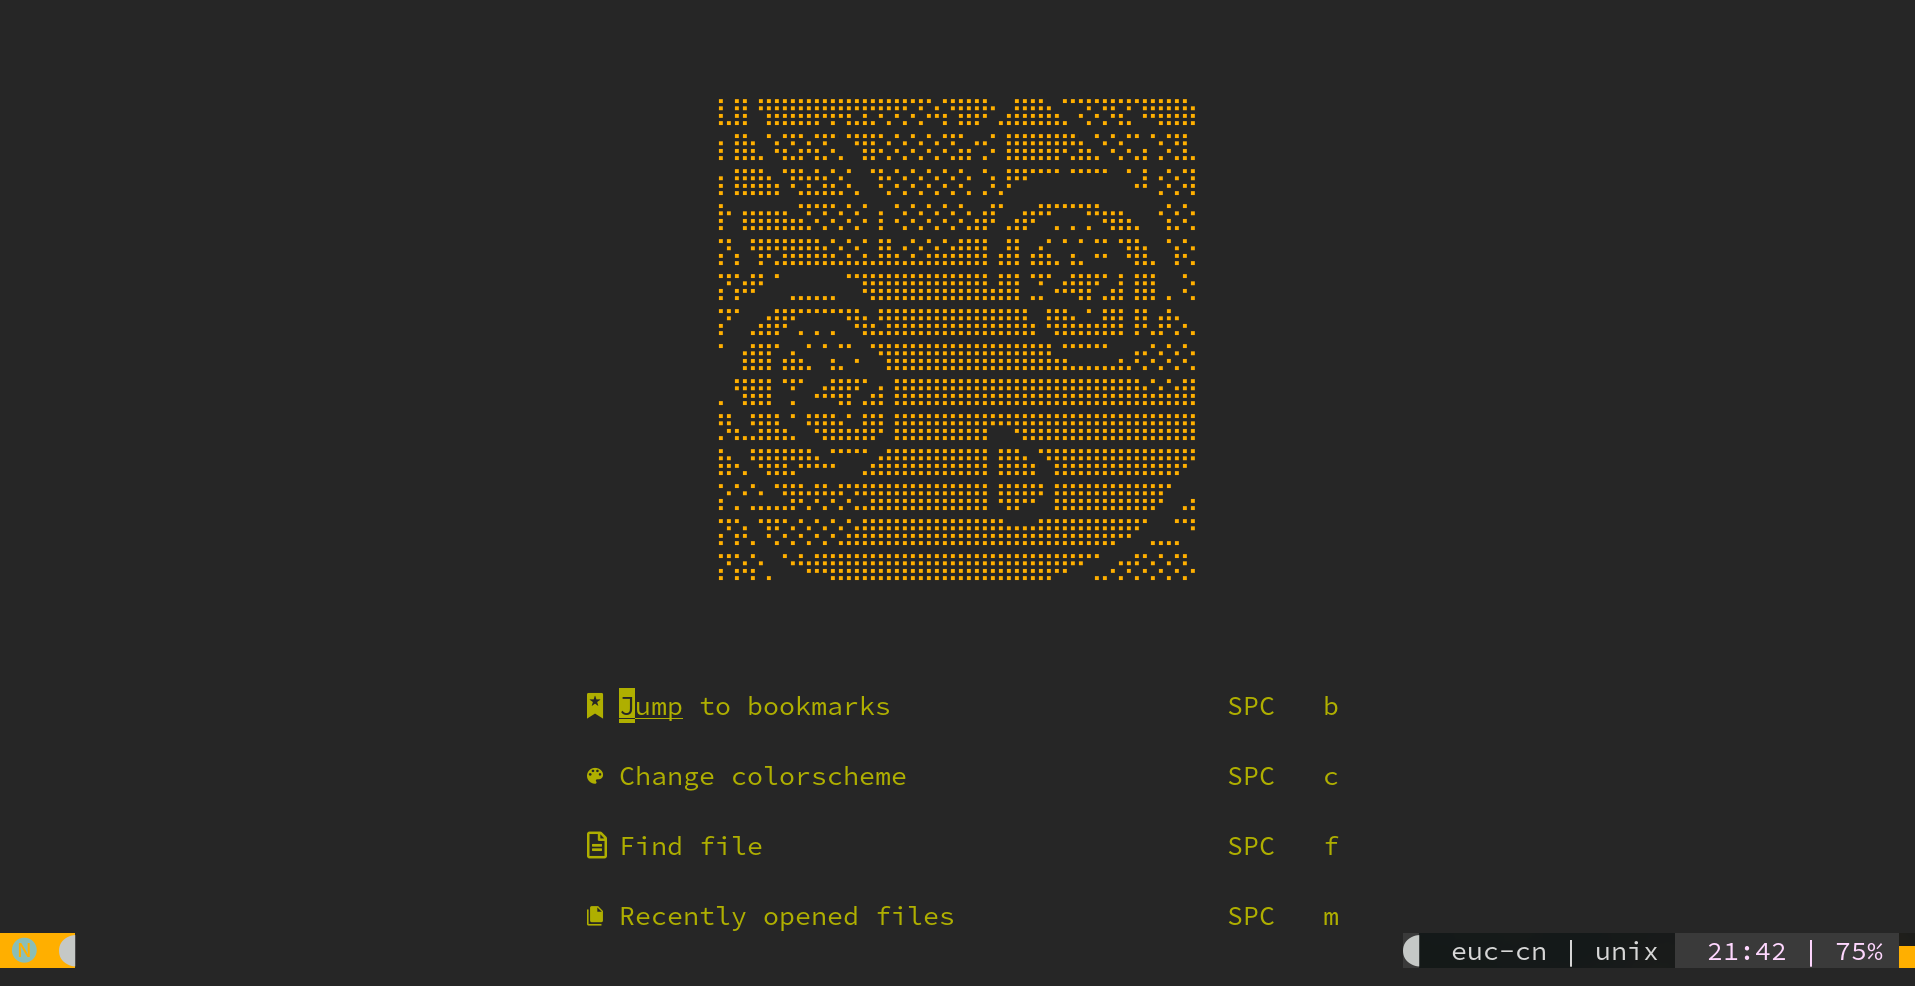 Jump to bookmarks SPC b
Change colorscheme SPC c
Find file SPC f
Recently opened files SPC m
N euc-cn | unix 21:42 | 75%